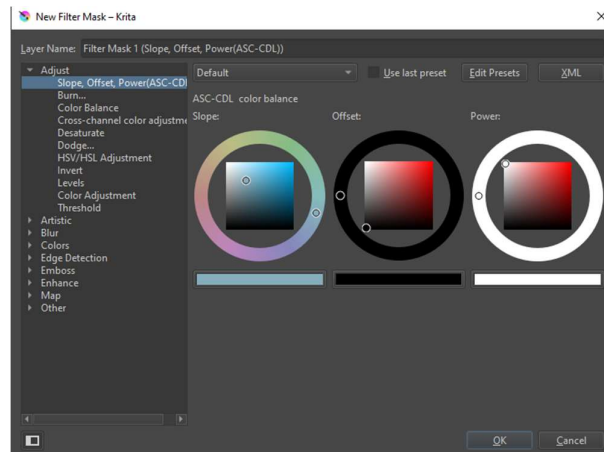 New Filter Mask – Krita
Layer Name: Filter Mask 1 (Slope, Offset, Power(ASC-CDL))
Adjust
Slope, Offset, Power(ASC-CDL
Burn...
Color Balance
Cross-channel color adjustme
Desaturate
Dodge...
HSV/HSL Adjustment
Invert
Levels
Color Adjustment
Threshold
Artistic
Blur
Colors
Edge Detection
Emboss
Enhance
Map
Other
Default
Use last preset
Edit Presets
XML
ASC-CDL color balance
Slope:
Offset:
Power:
OK
Cancel